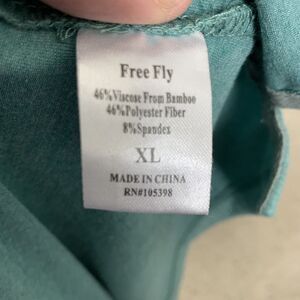 Free Fly
46%Viscose From Bamboo
46%Polyester Fiber
8%Spandex
XL
MADE IN CHINA
RN#105398